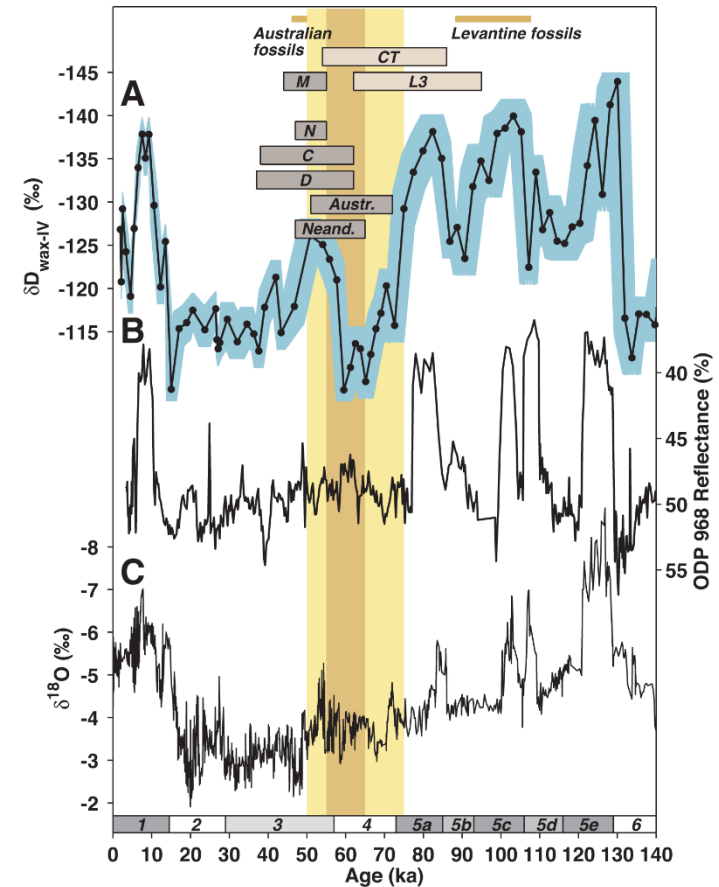 Australian
fossils
Levantine fossils
CT
M
L3
N
C
D
Austr.
Neand.
A
-145
-140
-135
-130
-125
-120
-115
δD wax-IV (‰)
B
40
45
50
55
ODP 968 Reflectance (%)
C
-8
-7
-6
-5
-4
-3
-2
δ18O (‰)
1 2 3 4 5a 5b 5c 5d 5e 6
0 10 20 30 40 50 60 70 80 90 100 110 120 130 140
Age (ka)